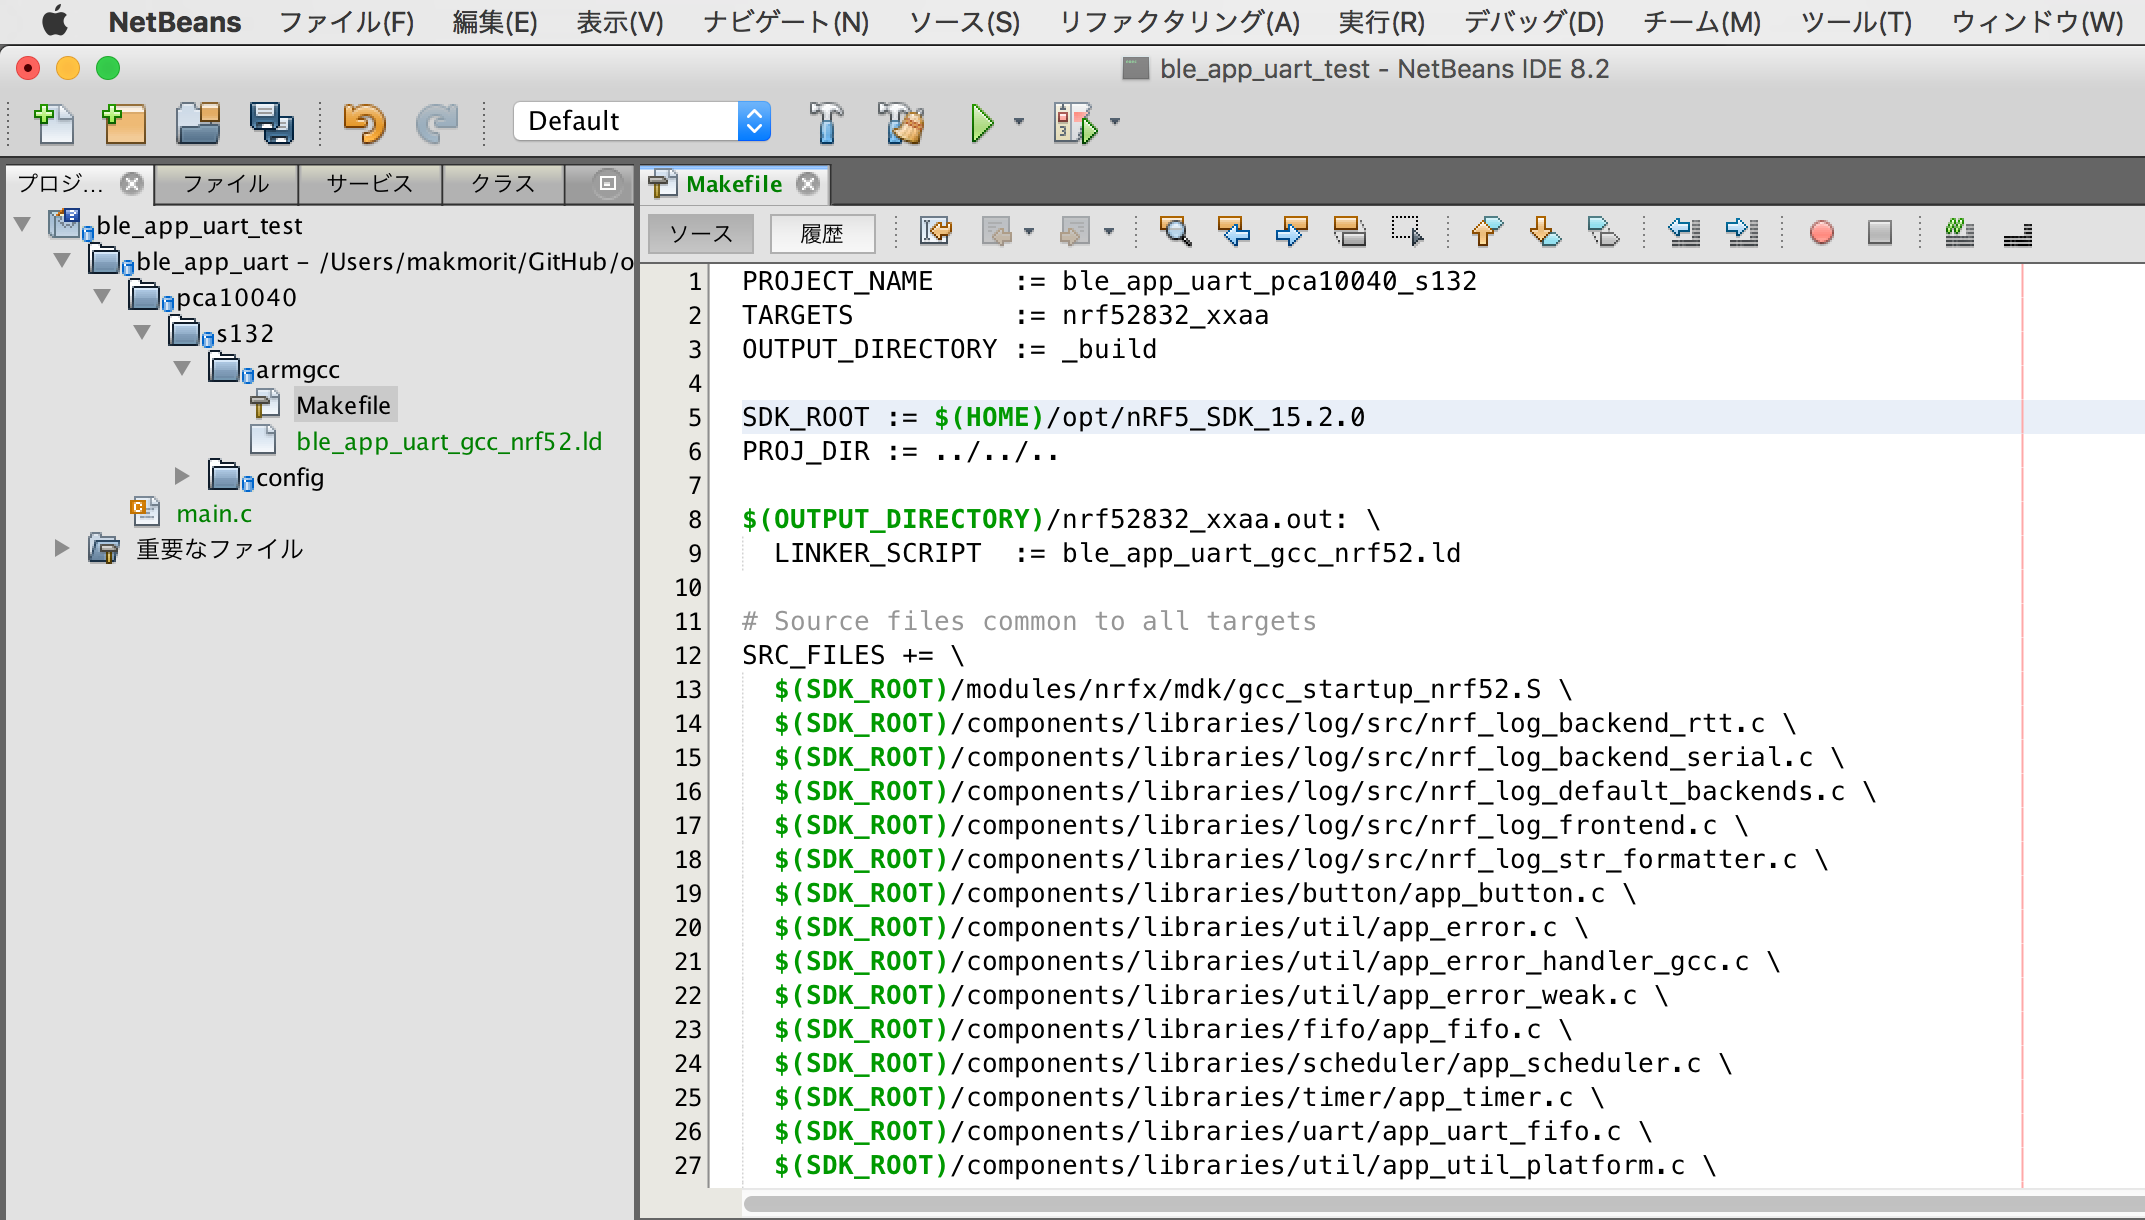 NetBeans ファイル(F) 編集(E) 表示(V) ナビゲート(N) ソース(S) リファクタリング(A) 実行(R) デバッグ(D) チーム(M) ツール(T) ウィンドウ(W)
ble_app_uart_test - NetBeans IDE 8.2
Default
プロジ... ファイル サービス クラス
ble_app_uart_test
ble_app_uart - /Users/makmorit/GitHub/o
pca10040
s132
armgcc
Makefile
ble_app_uart_gcc_nrf52.ld
config
main.c
重要なファイル
Makefile
ソース 履歴
1 PROJECT_NAME     := ble_app_uart_pca10040_s132
2 TARGETS          := nrf52832_xxaa
3 OUTPUT_DIRECTORY := _build
4
5 SDK_ROOT := $(HOME)/opt/nRF5_SDK_15.2.0
6 PROJ_DIR := ../../..
7
8 $(OUTPUT_DIRECTORY)/nrf52832_xxaa.out: \
9   LINKER_SCRIPT  := ble_app_uart_gcc_nrf52.ld
10
11 # Source files common to all targets
12 SRC_FILES += \
13   $(SDK_ROOT)/modules/nrfx/mdk/gcc_startup_nrf52.S \
14   $(SDK_ROOT)/components/libraries/log/src/nrf_log_backend_rtt.c \
15   $(SDK_ROOT)/components/libraries/log/src/nrf_log_backend_serial.c \
16   $(SDK_ROOT)/components/libraries/log/src/nrf_log_default_backends.c \
17   $(SDK_ROOT)/components/libraries/log/src/nrf_log_frontend.c \
18   $(SDK_ROOT)/components/libraries/log/src/nrf_log_str_formatter.c \
19   $(SDK_ROOT)/components/libraries/button/app_button.c \
20   $(SDK_ROOT)/components/libraries/util/app_error.c \
21   $(SDK_ROOT)/components/libraries/util/app_error_handler_gcc.c \
22   $(SDK_ROOT)/components/libraries/util/app_error_weak.c \
23   $(SDK_ROOT)/components/libraries/fifo/app_fifo.c \
24   $(SDK_ROOT)/components/libraries/scheduler/app_scheduler.c \
25   $(SDK_ROOT)/components/libraries/timer/app_timer.c \
26   $(SDK_ROOT)/components/libraries/uart/app_uart_fifo.c \
27   $(SDK_ROOT)/components/libraries/util/app_util_platform.c \